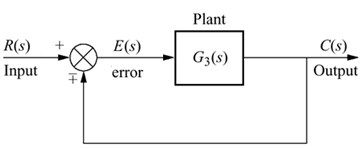 Plant
R(s) + E(s) G₃(s) C(s)
Input ∓ error Output